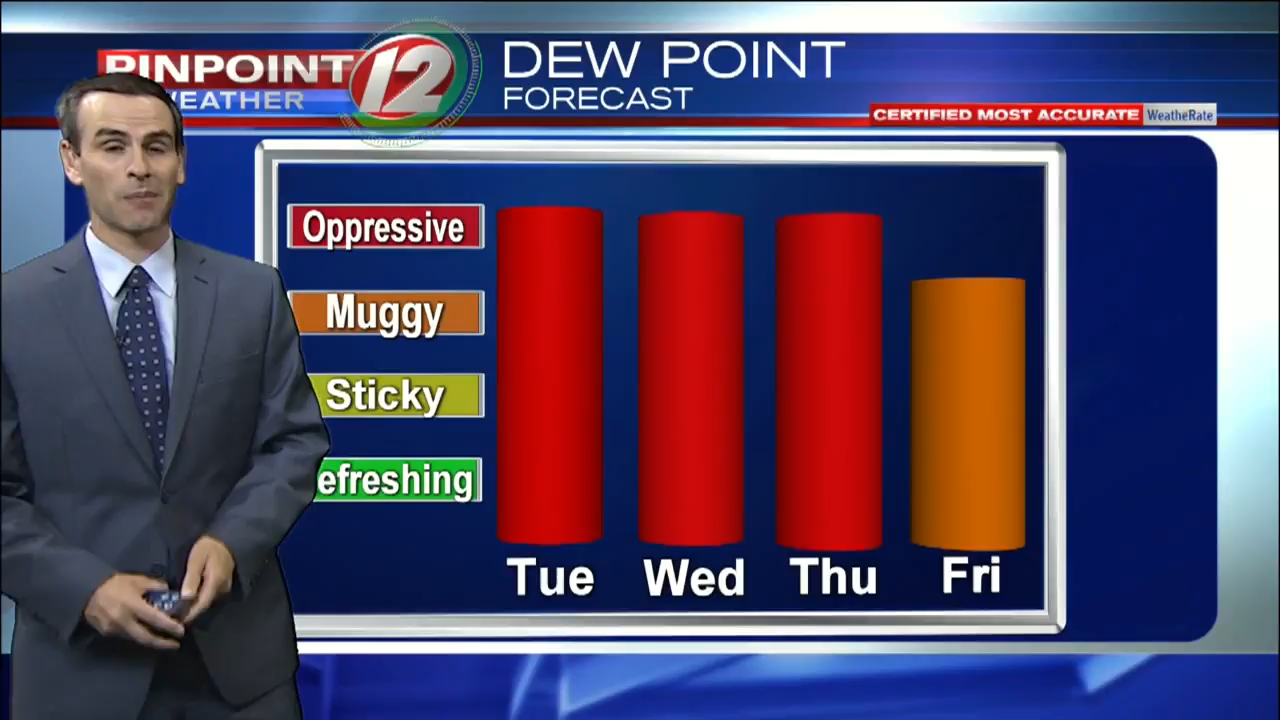 PINPOINT
WEATHER
12
DEW POINT
FORECAST
CERTIFIED MOST ACCURATE WeatheRate
Oppressive
Muggy
Sticky
efreshing
Tue Wed Thu Fri